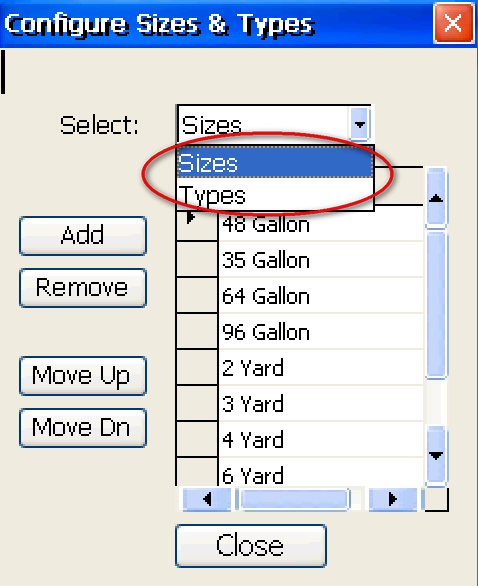 Configure Sizes & Types
Select:
Sizes
Sizes
Types
Add
Remove
Move Up
Move Dn
48 Gallon
35 Gallon
64 Gallon
96 Gallon
2 Yard
3 Yard
4 Yard
6 Yard
Close